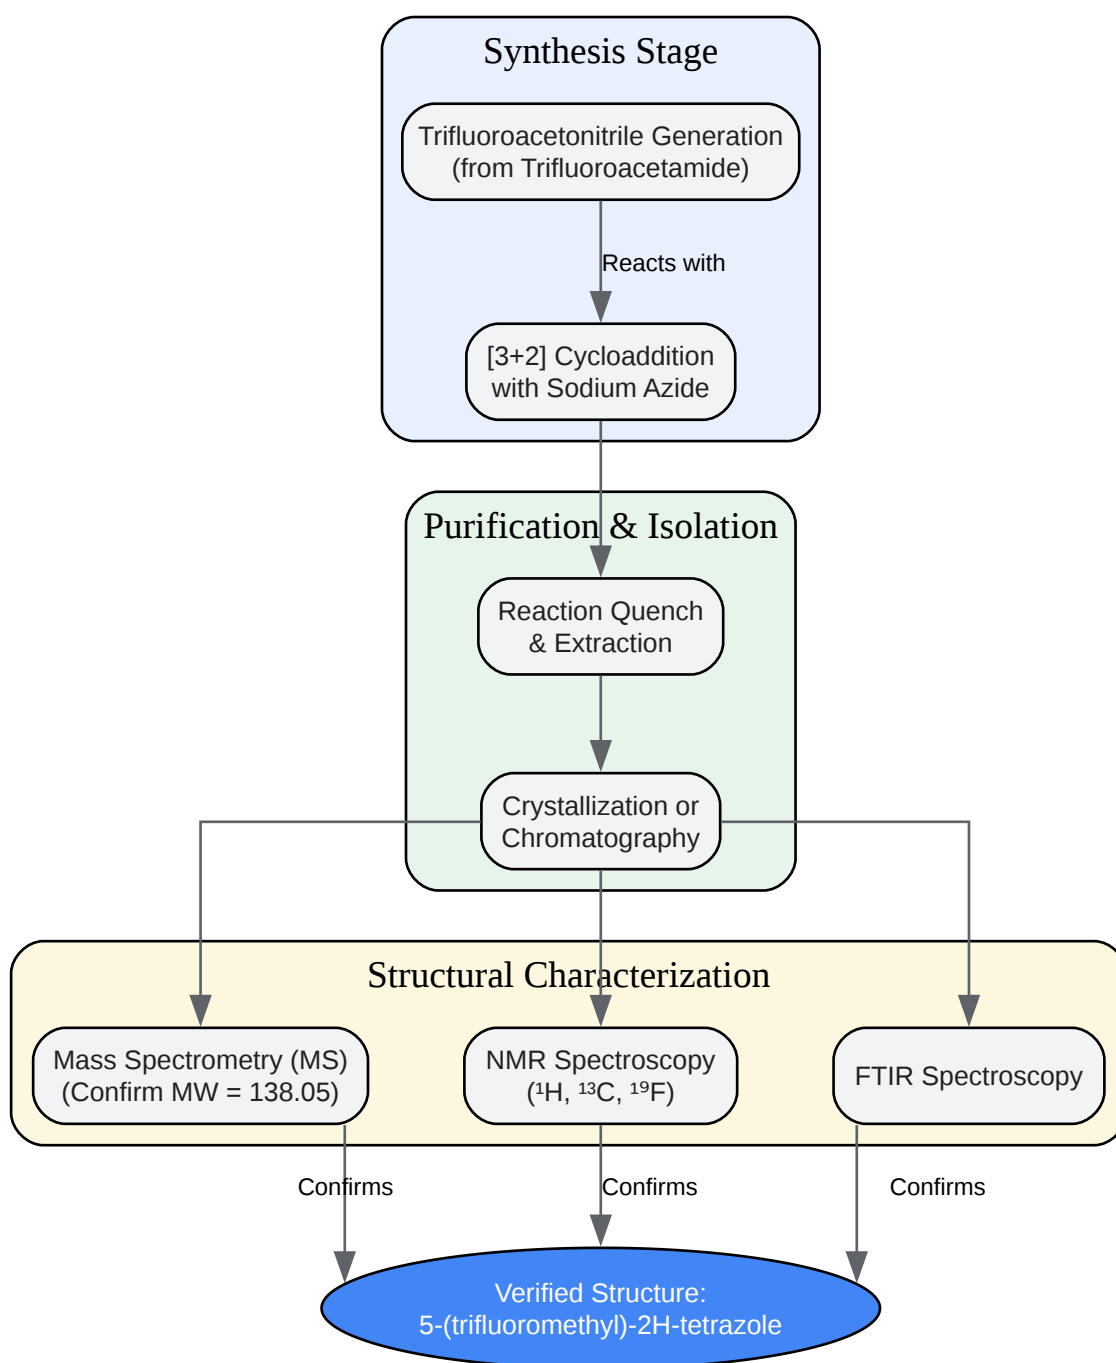 Synthesis Stage
Trifluoroacetonitrile Generation
(from Trifluoroacetamide)
Reacts with
[3+2] Cycloaddition
with Sodium Azide
Purification & Isolation
Reaction Quench
& Extraction
Crystallization or
Chromatography
Structural Characterization
Mass Spectrometry (MS)
(Confirm MW = 138.05)
NMR Spectroscopy
(¹H, ¹³C, ¹⁹F)
FTIR Spectroscopy
Confirms
Confirms
Confirms
Verified Structure:
5-(trifluoromethyl)-2H-tetrazole